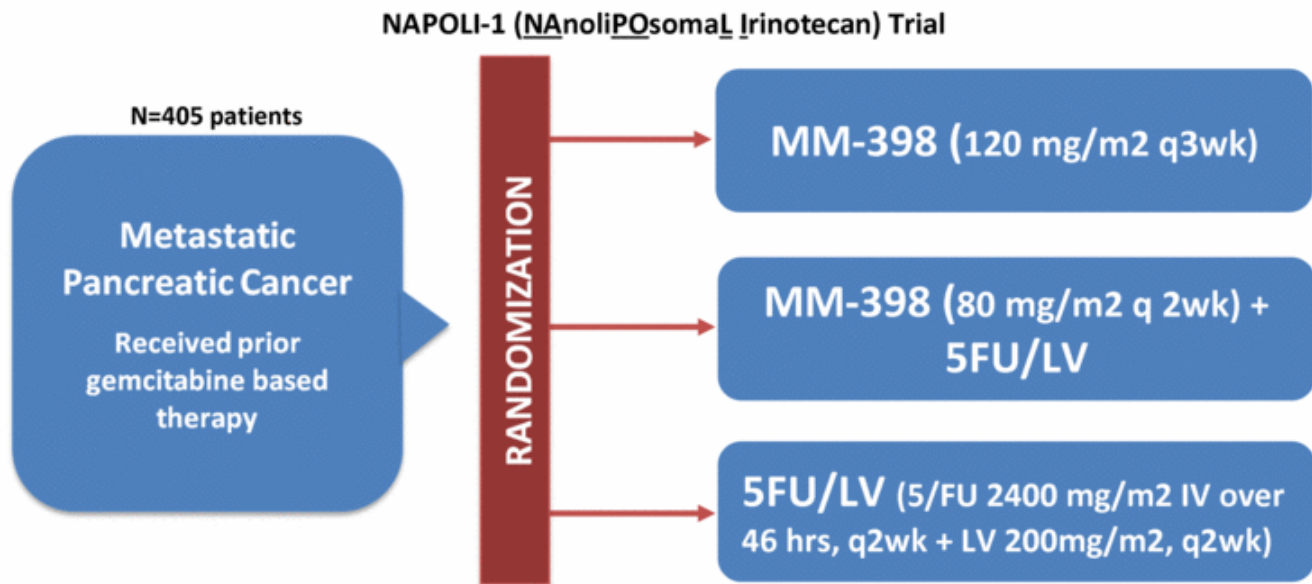 NAPOLI-1 (NAnoliPOsomaL Irinotecan) Trial
N=405 patients
Metastatic
Pancreatic Cancer
Received prior
gemcitabine based
therapy
RANDOMIZATION
MM-398 (120 mg/m2 q3wk)
MM-398 (80 mg/m2 q 2wk) +
5FU/LV
5FU/LV (5/FU 2400 mg/m2 IV over
46 hrs, q2wk + LV 200mg/m2, q2wk)